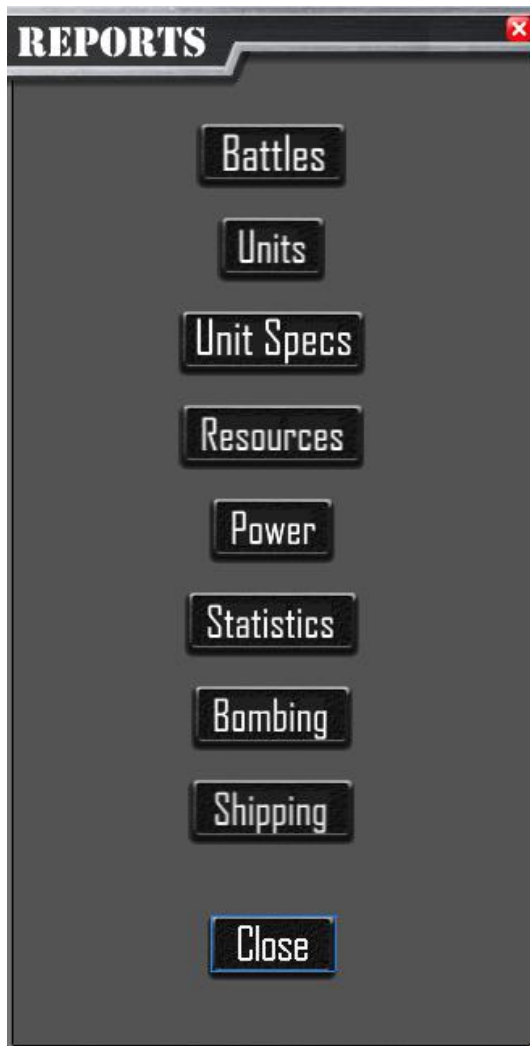 REPORTS
Battles
Units
Unit Specs
Resources
Power
Statistics
Bombing
Shipping
Close